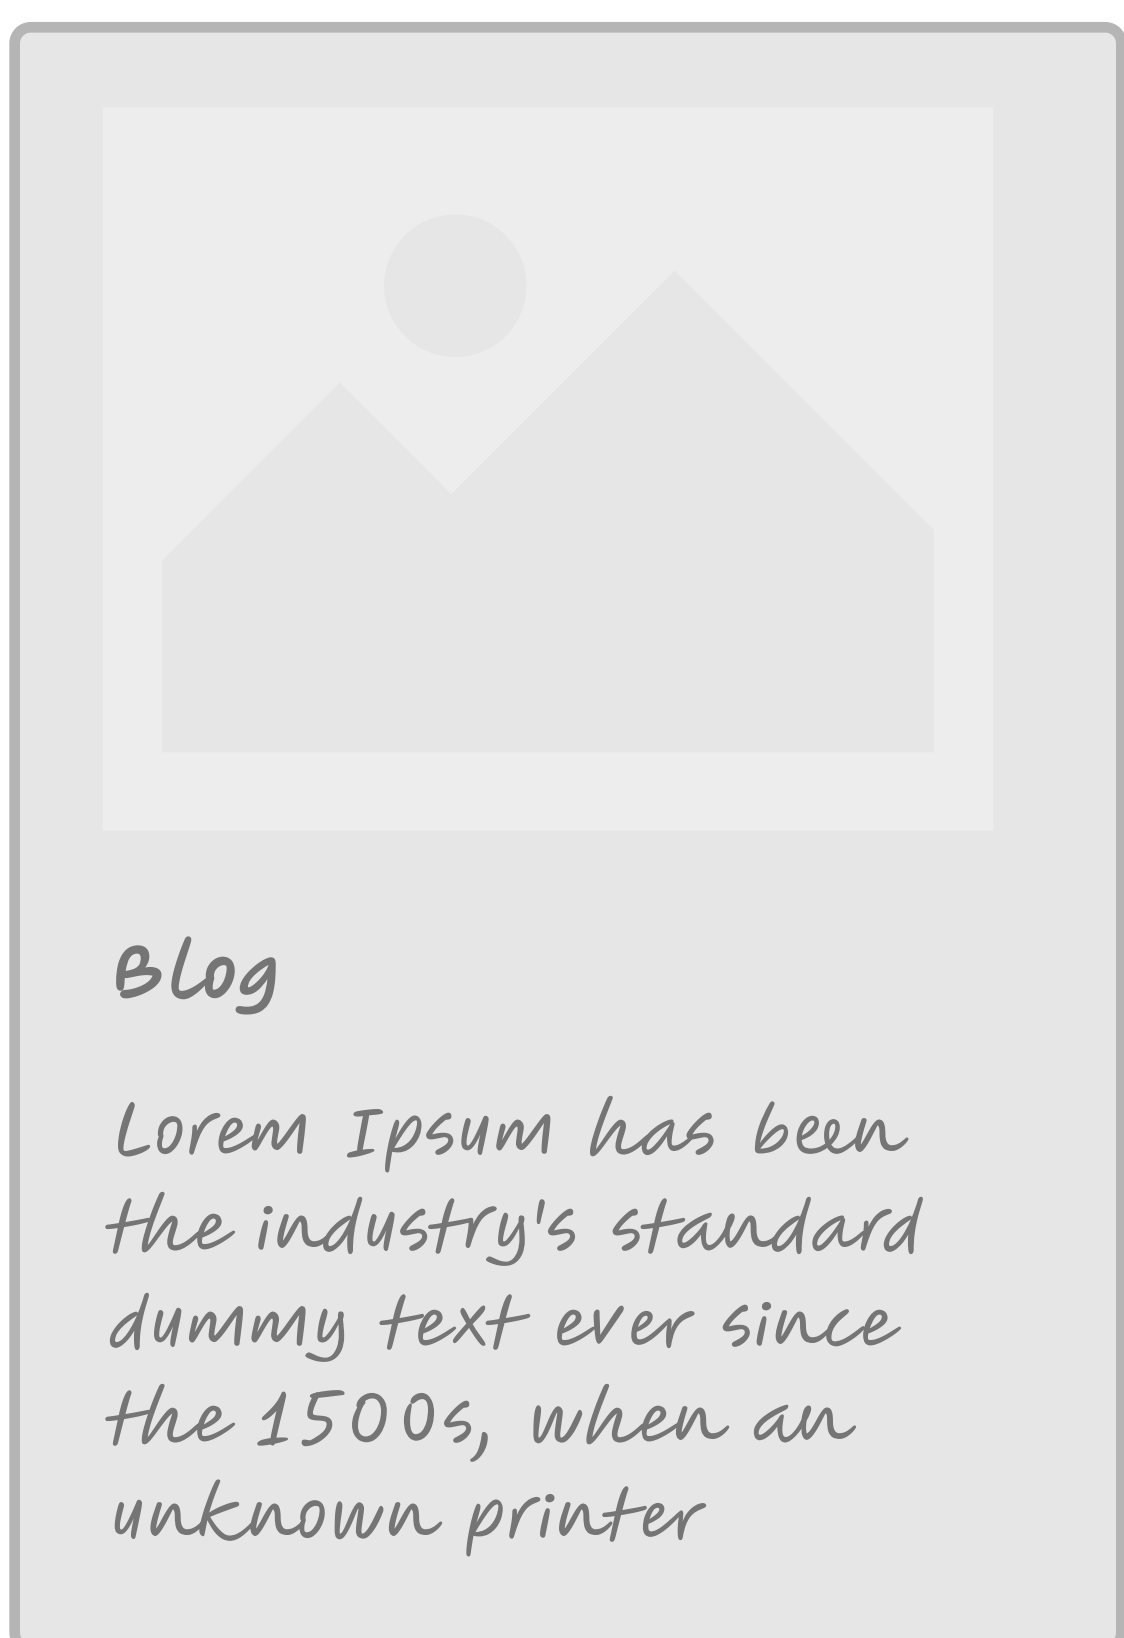 Blog
Lorem Ipsum has been
the industry's standard
dummy text ever since
the 1500s, when an
unknown printer